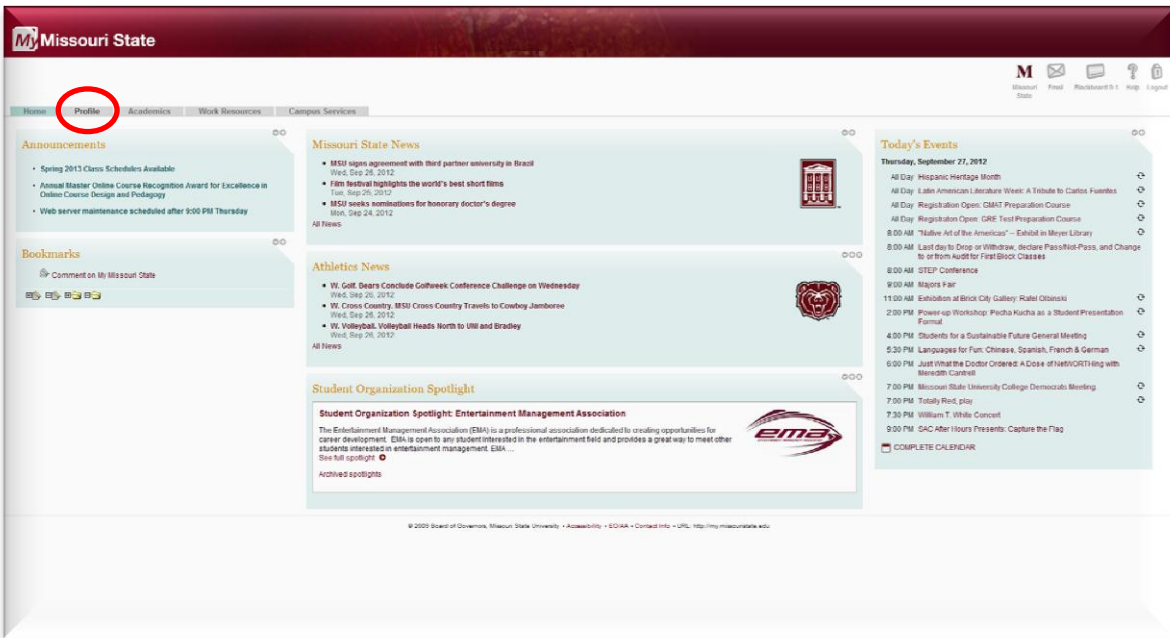 My Missouri State
Missouri
State
Email
Blackboard 9.1
Help
Logout
Home
Profile
Academics
Work Resources
Campus Services
Announcements
Spring 2013 Class Schedules Available
Annual Master Online Course Recognition Award for Excellence in
Online Course Design and Pedagogy
Web server maintenance scheduled after 9:00 PM Thursday
Bookmarks
Comment on My Missouri State
Missouri State News
MSU signs agreement with third partner university in Brazil
Wed, Sep 26, 2012
Film festival highlights the world's best short films
Tue, Sep 25, 2012
MSU seeks nominations for honorary doctor's degree
Mon, Sep 24, 2012
All News
Athletics News
W. Golf. Bears Conclude Golfweek Conference Challenge on Wednesday
Wed, Sep 26, 2012
W. Cross Country. MSU Cross Country Travels to Cowboy Jamboree
Wed, Sep 26, 2012
W. Volleyball. Volleyball Heads North to UNI and Bradley
Wed, Sep 26, 2012
All News
Student Organization Spotlight
Student Organization Spotlight: Entertainment Management Association
The Entertainment Management Association (EMA) is a professional association dedicated to creating opportunities for
career development. EMA is open to any student interested in the entertainment field and provides a great way to meet other
students interested in entertainment management. EMA ...
See full spotlight
Archived spotlights
ema
Today's Events
Thursday, September 27, 2012
All Day Hispanic Heritage Month
All Day Latin American Literature Week: A Tribute to Carlos Fuentes
All Day Registration Open: GMAT Preparation Course
All Day Registraton Open: GRE Test Preparation Course
8:00 AM "Native Art of the Americas" -- Exhibit in Meyer Library
8:00 AM Last day to Drop or Withdraw, declare Pass/Not-Pass, and Change
to or from Audit for First Block Classes
8:00 AM STEP Conference
9:00 AM Majors Fair
11:00 AM Exhibition at Brick City Gallery: Rafal Olbinski
2:00 PM Power-up Workshop: Pecha Kucha as a Student Presentation
Format
4:00 PM Students for a Sustainable Future General Meeting
5:30 PM Languages for Fun: Chinese, Spanish, French & German
6:00 PM Just What the Doctor Ordered: A Dose of NetWORTHing with
Meredith Cantrell
7:00 PM Missouri State University College Democrats Meeting
7:00 PM Totally Red, play
7:30 PM William T. White Concert
9:00 PM SAC After Hours Presents: Capture the Flag
COMPLETE CALENDAR
© 2009 Board of Governors, Missouri State University • Accessibility • EO/AA • Contact Info • URL: http://my.missouristate.edu